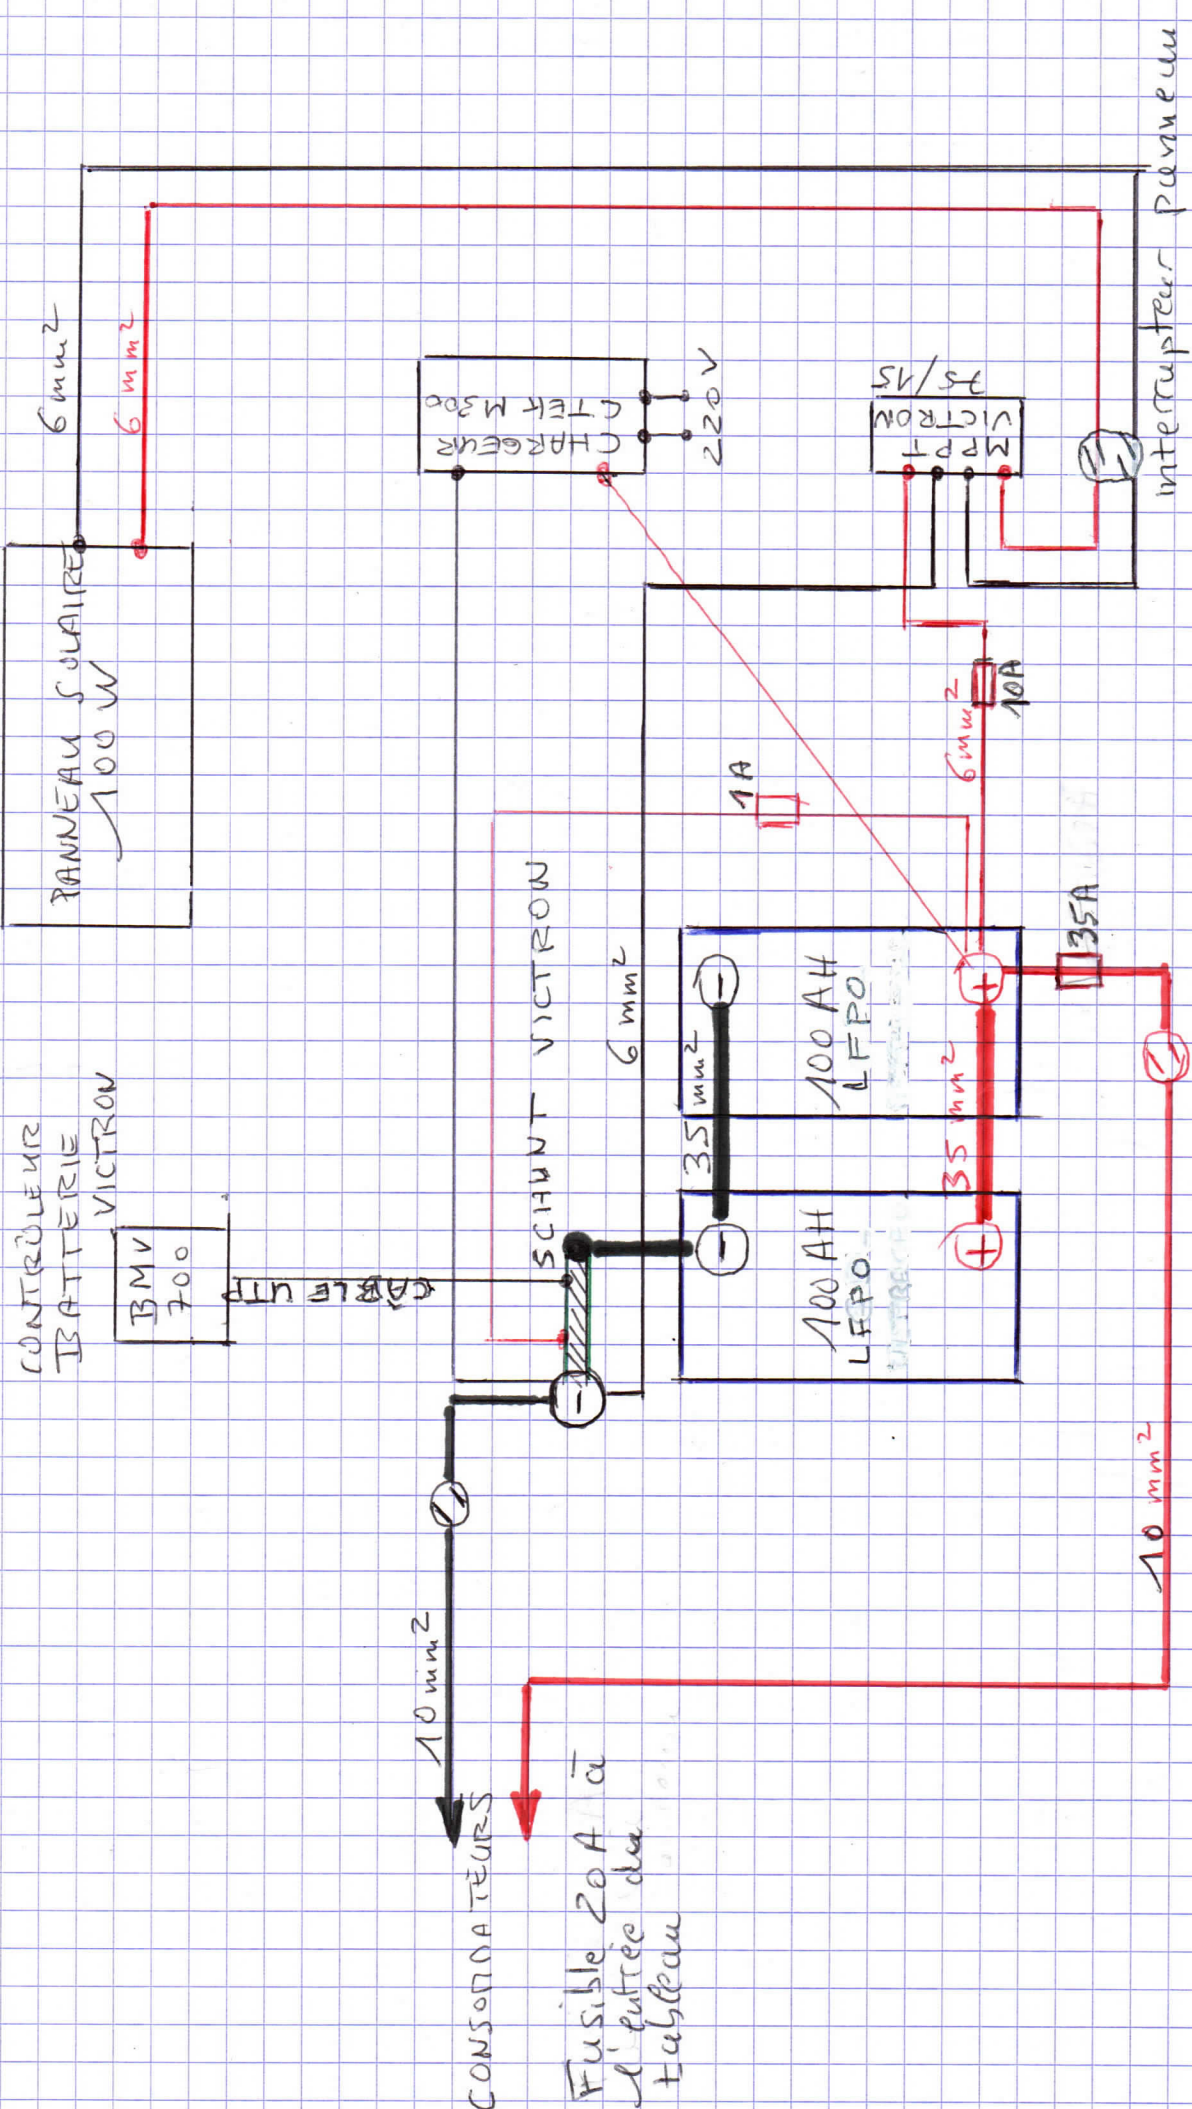 CONTRÔLEUR
BATTERIE
VICTRON
BMV
700
CÂBLE UTP
PANNEAU SOLAIRE
100 W
6 mm²
6 mm²
CHARGEUR
CTEK M300
220V
MPPT
VICTRON
75/15
interrupteur panneau
SCHUNT VICTRON
1A
6 mm²
6 mm²
10A
35A
35 mm²
35 mm²
-
-
-
+
+
100 AH
LFPO
100 AH
LFPO
10 mm²
10 mm²
CONSOMMATEURS
Fusible 20A à
l'entrée du
tableau